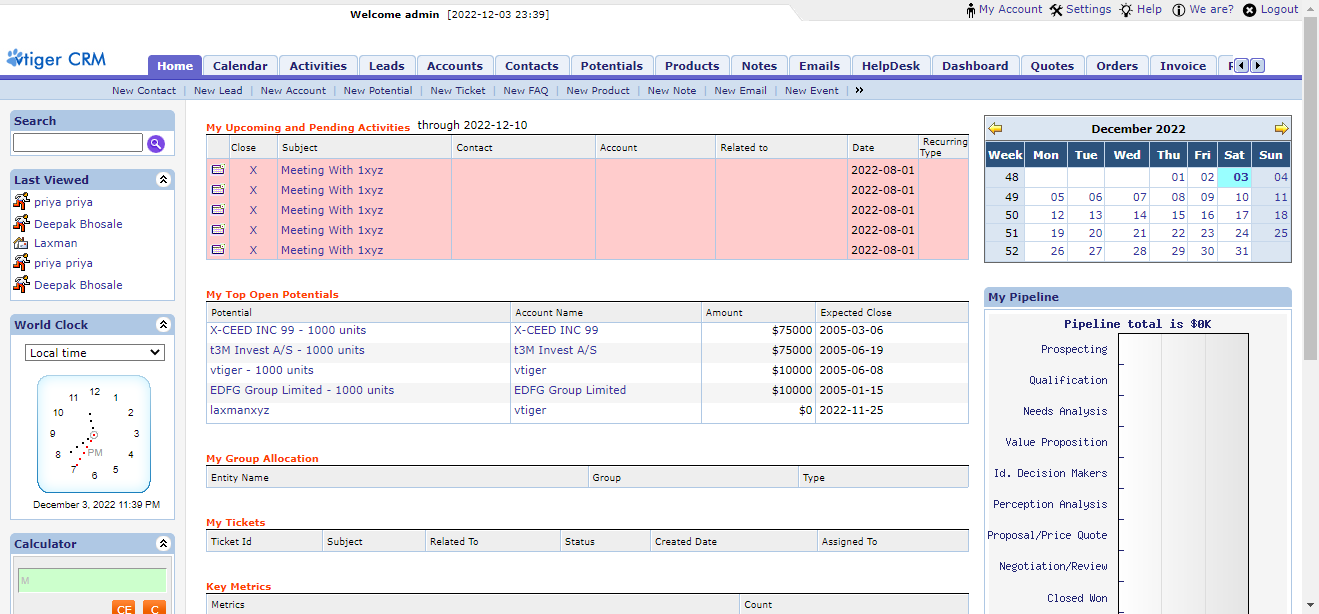 Welcome admin [2022-12-03 23:39]
My Account Settings Help We are? Logout
vtiger CRM
Home Calendar Activities Leads Accounts Contacts Potentials Products Notes Emails HelpDesk Dashboard Quotes Orders Invoice
New Contact | New Lead | New Account | New Potential | New Ticket | New FAQ | New Product | New Note | New Email | New Event | »
Search
Last Viewed
priya priya
Deepak Bhosale
Laxman
priya priya
Deepak Bhosale
World Clock
Local time
12
11 1
10 2
9 3
8 PM 4
7 5
6
December 3, 2022 11:39 PM
Calculator
M
CE C
My Upcoming and Pending Activities through 2022-12-10
Close Subject Contact Account Related to Date Recurring Type
X Meeting With 1xyz 2022-08-01
X Meeting With 1xyz 2022-08-01
X Meeting With 1xyz 2022-08-01
X Meeting With 1xyz 2022-08-01
X Meeting With 1xyz 2022-08-01
My Top Open Potentials
Potential Account Name Amount Expected Close
X-CEED INC 99 - 1000 units X-CEED INC 99 $75000 2005-03-06
t3M Invest A/S - 1000 units t3M Invest A/S $75000 2005-06-19
vtiger - 1000 units vtiger $10000 2005-06-08
EDFG Group Limited - 1000 units EDFG Group Limited $10000 2005-01-15
laxmanxyz vtiger $0 2022-11-25
My Group Allocation
Entity Name Group Type
My Tickets
Ticket Id Subject Related To Status Created Date Assigned To
Key Metrics
Metrics Count
December 2022
Week Mon Tue Wed Thu Fri Sat Sun
48 01 02 03 04
49 05 06 07 08 09 10 11
50 12 13 14 15 16 17 18
51 19 20 21 22 23 24 25
52 26 27 28 29 30 31
My Pipeline
Pipeline total is $0K
Prospecting
Qualification
Needs Analysis
Value Proposition
Id. Decision Makers
Perception Analysis
Proposal/Price Quote
Negotiation/Review
Closed Won